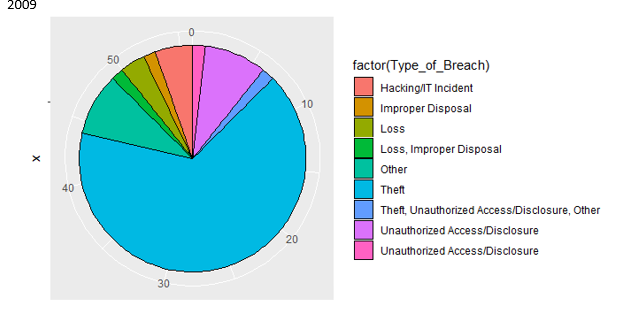 2009
0
50
10
40
20
30
x
factor(Type_of_Breach)
Hacking/IT Incident
Improper Disposal
Loss
Loss, Improper Disposal
Other
Theft
Theft, Unauthorized Access/Disclosure, Other
Unauthorized Access/Disclosure
Unauthorized Access/Disclosure